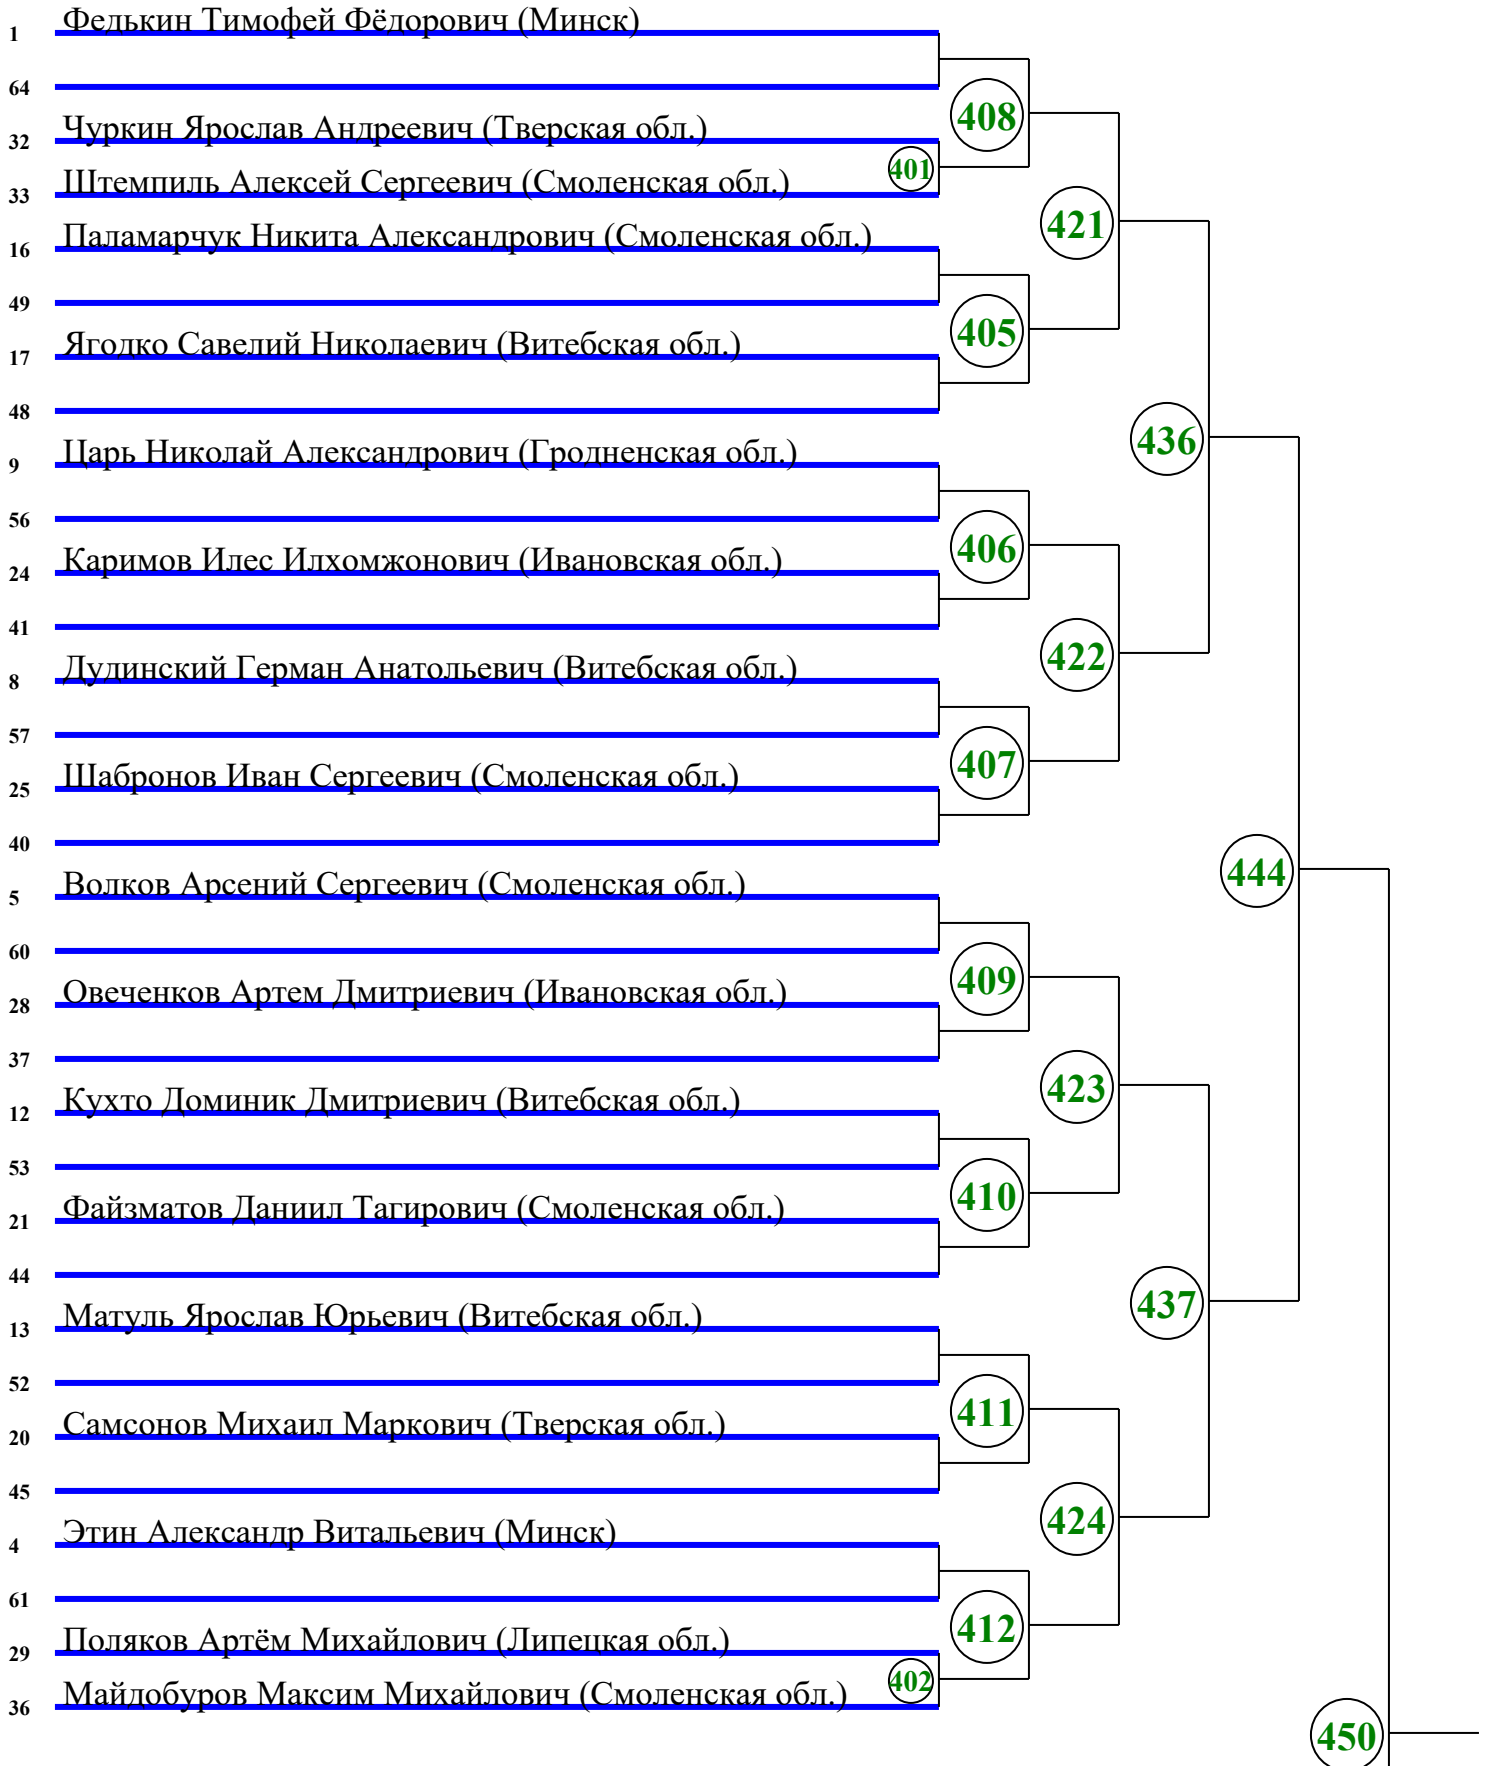 1 Федькин Тимофей Фёдорович (Минск)
64
408
32 Чуркин Ярослав Андреевич (Тверская обл.)
401
33 Штемпиль Алексей Сергеевич (Смоленская обл.)
421
16 Паламарчук Никита Александрович (Смоленская обл.)
49
405
17 Ягодко Савелий Николаевич (Витебская обл.)
48
436
9 Царь Николай Александрович (Гродненская обл.)
56
406
24 Каримов Илес Илхомжонович (Ивановская обл.)
41
422
8 Дудинский Герман Анатольевич (Витебская обл.)
57
407
25 Шабронов Иван Сергеевич (Смоленская обл.)
40
444
5 Волков Арсений Сергеевич (Смоленская обл.)
60
409
28 Овеченков Артем Дмитриевич (Ивановская обл.)
37
423
12 Кухто Доминик Дмитриевич (Витебская обл.)
53
410
21 Файзматов Даниил Тагирович (Смоленская обл.)
44
437
13 Матуль Ярослав Юрьевич (Витебская обл.)
52
411
20 Самсонов Михаил Маркович (Тверская обл.)
45
424
4 Этин Александр Витальевич (Минск)
61
412
29 Поляков Артём Михайлович (Липецкая обл.)
402
36 Майдобуров Максим Михайлович (Смоленская обл.)
450